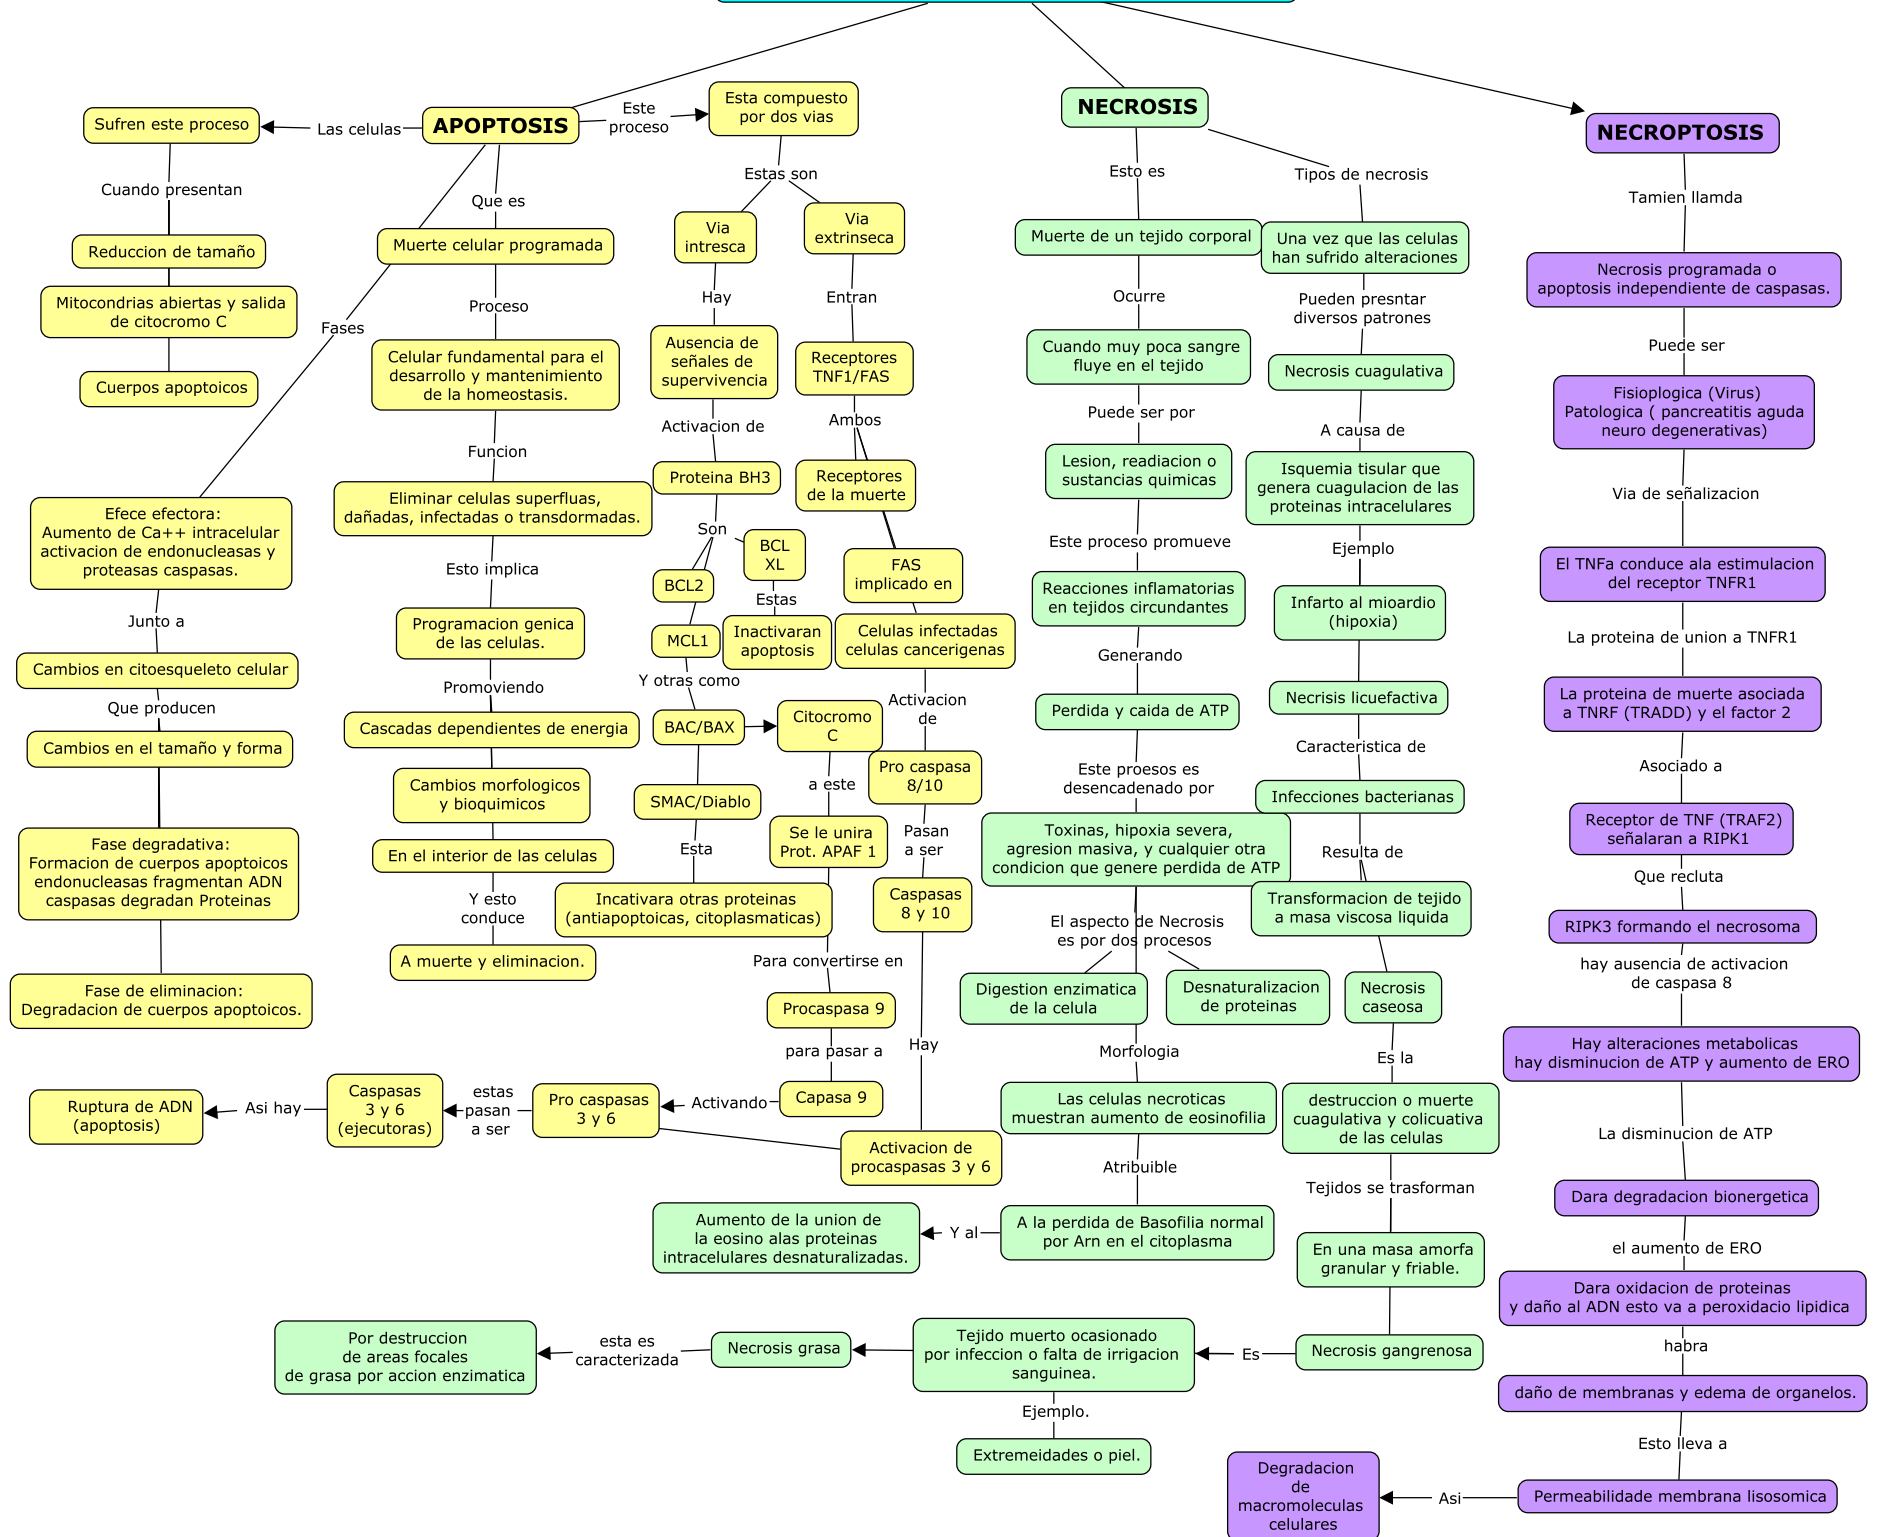 APOPTOSIS
Las celulas
Sufren este proceso
Cuando presentan
Reduccion de tamaño
Mitocondrias abiertas y salida
de citocromo C
Cuerpos apoptoicos
Fases
Efece efectora:
Aumento de Ca++ intracelular
activacion de endonucleasas y
proteasas caspasas.
Junto a
Cambios en citoesqueleto celular
Que producen
Cambios en el tamaño y forma
Fase degradativa:
Formacion de cuerpos apoptoicos
endonucleasas fragmentan ADN
caspasas degradan Proteinas
Fase de eliminacion:
Degradacion de cuerpos apoptoicos.
Que es
Muerte celular programada
Proceso
Celular fundamental para el
desarrollo y mantenimiento
de la homeostasis.
Funcion
Eliminar celulas superfluas,
dañadas, infectadas o transdormadas.
Esto implica
Programacion genica
de las celulas.
Promoviendo
Cascadas dependientes de energia
Cambios morfologicos
y bioquimicos
En el interior de las celulas
Y esto
conduce
A muerte y eliminacion.
Este
proceso
Esta compuesto
por dos vias
Estas son
Via
intresca
Hay
Ausencia de
señales de
supervivencia
Activacion de
Proteina BH3
Son
BCL2
BCL
XL
Estas
Inactivaran
apoptosis
MCL1
Y otras como
BAC/BAX
Citocromo
C
SMAC/Diablo
Esta
Incativara otras proteinas
(antiapoptoicas, citoplasmaticas)
a este
Se le unira
Prot. APAF 1
Para convertirse en
Procaspasa 9
para pasar a
Capasa 9
Activando
Pro caspasas
3 y 6
estas
pasan
a ser
Caspasas
3 y 6
(ejecutoras)
Asi hay
Ruptura de ADN
(apoptosis)
Via
extrinseca
Entran
Receptores
TNF1/FAS
Ambos
Receptores
de la muerte
FAS
implicado en
Celulas infectadas
celulas cancerigenas
Activacion
de
Pro caspasa
8/10
Pasan
a ser
Caspasas
8 y 10
Hay
Activacion de
procaspasas 3 y 6
NECROSIS
Esto es
Muerte de un tejido corporal
Ocurre
Cuando muy poca sangre
fluye en el tejido
Puede ser por
Lesion, readiacion o
sustancias quimicas
Este proceso promueve
Reacciones inflamatorias
en tejidos circundantes
Generando
Perdida y caida de ATP
Este proesos es
desencadenado por
Toxinas, hipoxia severa,
agresion masiva, y cualquier otra
condicion que genere perdida de ATP
El aspecto de Necrosis
es por dos procesos
Digestion enzimatica
de la celula
Desnaturalizacion
de proteinas
Morfologia
Las celulas necroticas
muestran aumento de eosinofilia
Atribuible
A la perdida de Basofilia normal
por Arn en el citoplasma
Y al
Aumento de la union de
la eosino alas proteinas
intracelulares desnaturalizadas.
Tipos de necrosis
Una vez que las celulas
han sufrido alteraciones
Pueden presntar
diversos patrones
Necrosis cuagulativa
A causa de
Isquemia tisular que
genera cuagulacion de las
proteinas intracelulares
Ejemplo
Infarto al mioardio
(hipoxia)
Necrisis licuefactiva
Caracteristica de
Infecciones bacterianas
Resulta de
Transformacion de tejido
a masa viscosa liquida
Necrosis
caseosa
Es la
destruccion o muerte
cuagulativa y colicuativa
de las celulas
Tejidos se trasforman
En una masa amorfa
granular y friable.
Necrosis gangrenosa
Es
Tejido muerto ocasionado
por infeccion o falta de irrigacion
sanguinea.
Ejemplo.
Extremeidades o piel.
Necrosis grasa
esta es
caracterizada
Por destruccion
de areas focales
de grasa por accion enzimatica
NECROPTOSIS
Tamien llamda
Necrosis programada o
apoptosis independiente de caspasas.
Puede ser
Fisioplogica (Virus)
Patologica ( pancreatitis aguda
neuro degenerativas)
Via de señalizacion
El TNFa conduce ala estimulacion
del receptor TNFR1
La proteina de union a TNFR1
La proteina de muerte asociada
a TNRF (TRADD) y el factor 2
Asociado a
Receptor de TNF (TRAF2)
señalaran a RIPK1
Que recluta
RIPK3 formando el necrosoma
hay ausencia de activacion
de caspasa 8
Hay alteraciones metabolicas
hay disminucion de ATP y aumento de ERO
La disminucion de ATP
Dara degradacion bionergetica
el aumento de ERO
Dara oxidacion de proteinas
y daño al ADN esto va a peroxidacio lipidica
habra
daño de membranas y edema de organelos.
Esto lleva a
Permeabilidade membrana lisosomica
Asi
Degradacion
de
macromoleculas
celulares